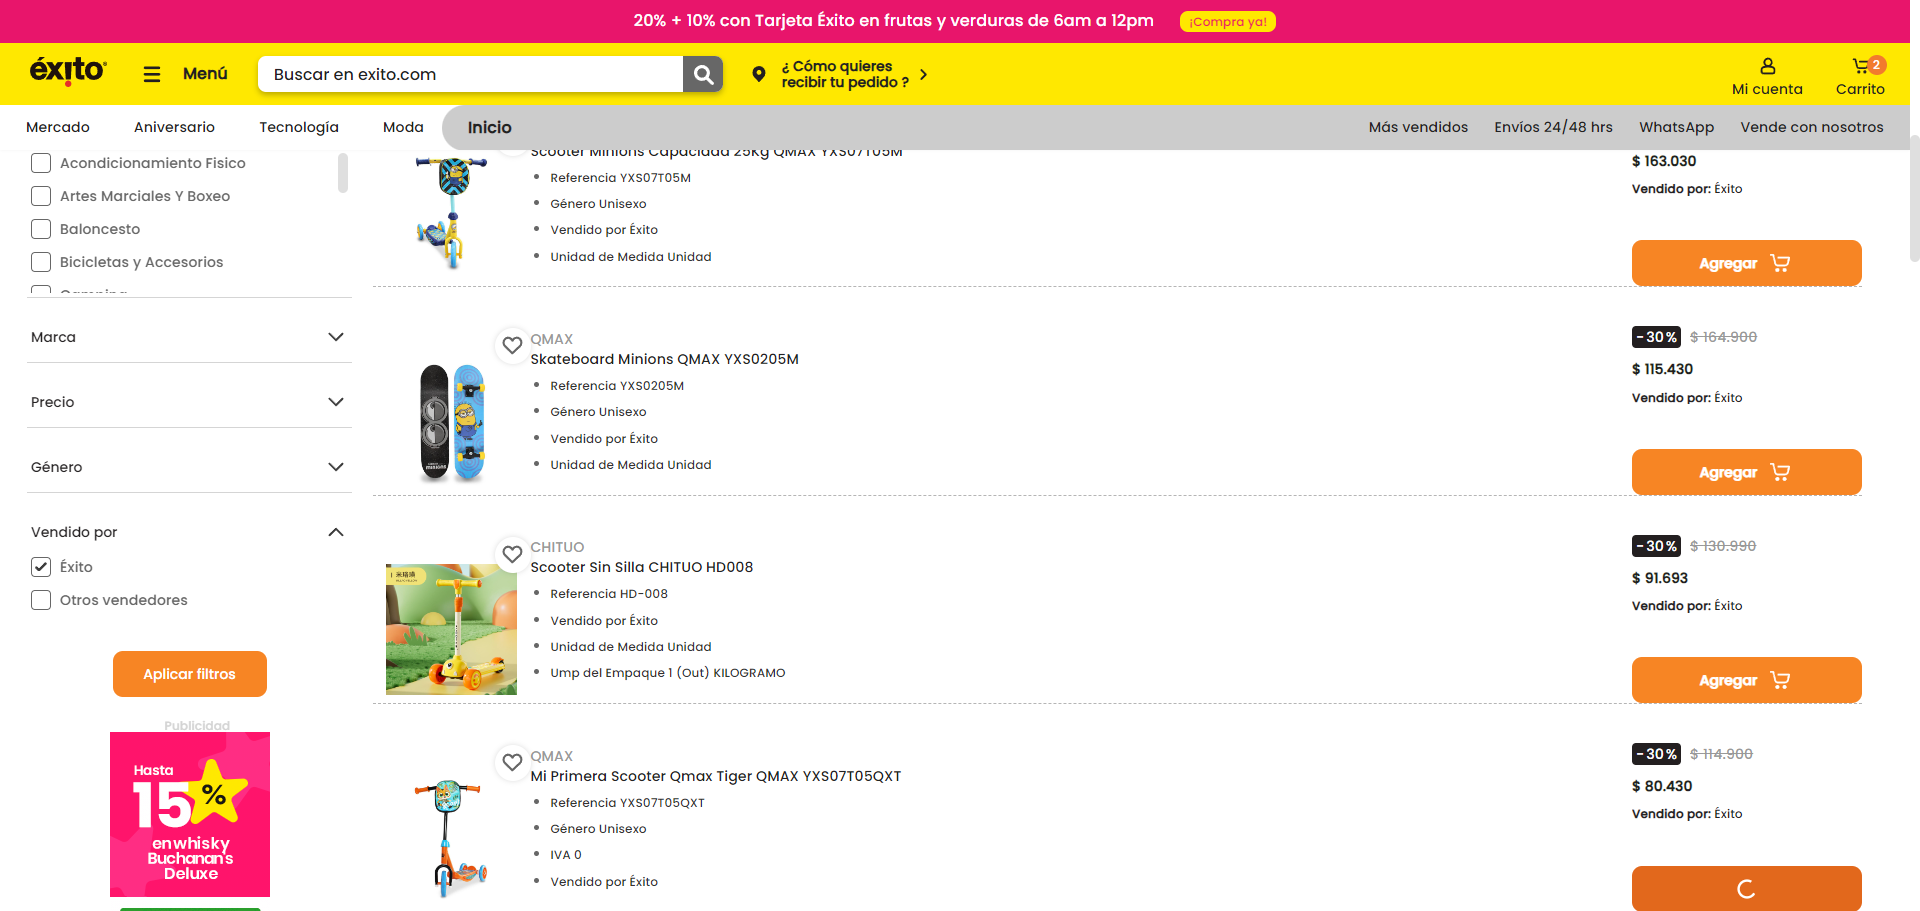 20% + 10% con Tarjeta Éxito en frutas y verduras de 6am a 12pm
¡Compra ya!
éxito
Menú
Buscar en exito.com
¿ Cómo quieres
recibir tu pedido ?
Mi cuenta
2
Carrito
Mercado
Aniversario
Tecnología
Moda
Inicio
Más vendidos
Envíos 24/48 hrs
WhatsApp
Vende con nosotros
Acondicionamiento Fisico
Artes Marciales Y Boxeo
Baloncesto
Bicicletas y Accesorios
Camping
Marca
Precio
Género
Vendido por
Éxito
Otros vendedores
Aplicar filtros
Publicidad
Hasta
15%
en whisky
Buchanan's
Deluxe
Scooter Minions Capacidad 25Kg QMAX YXS07T05M
Referencia YXS07T05M
Género Unisexo
Vendido por Éxito
Unidad de Medida Unidad
$ 163.030
Vendido por: Éxito
Agregar
QMAX
Skateboard Minions QMAX YXS0205M
Referencia YXS0205M
Género Unisexo
Vendido por Éxito
Unidad de Medida Unidad
-30% $ 164.900
$ 115.430
Vendido por: Éxito
Agregar
CHITUO
Scooter Sin Silla CHITUO HD008
Referencia HD-008
Vendido por Éxito
Unidad de Medida Unidad
Ump del Empaque 1 (Out) KILOGRAMO
-30% $ 130.990
$ 91.693
Vendido por: Éxito
Agregar
QMAX
Mi Primera Scooter Qmax Tiger QMAX YXS07T05QXT
Referencia YXS07T05QXT
Género Unisexo
IVA 0
Vendido por Éxito
-30% $ 114.900
$ 80.430
Vendido por: Éxito